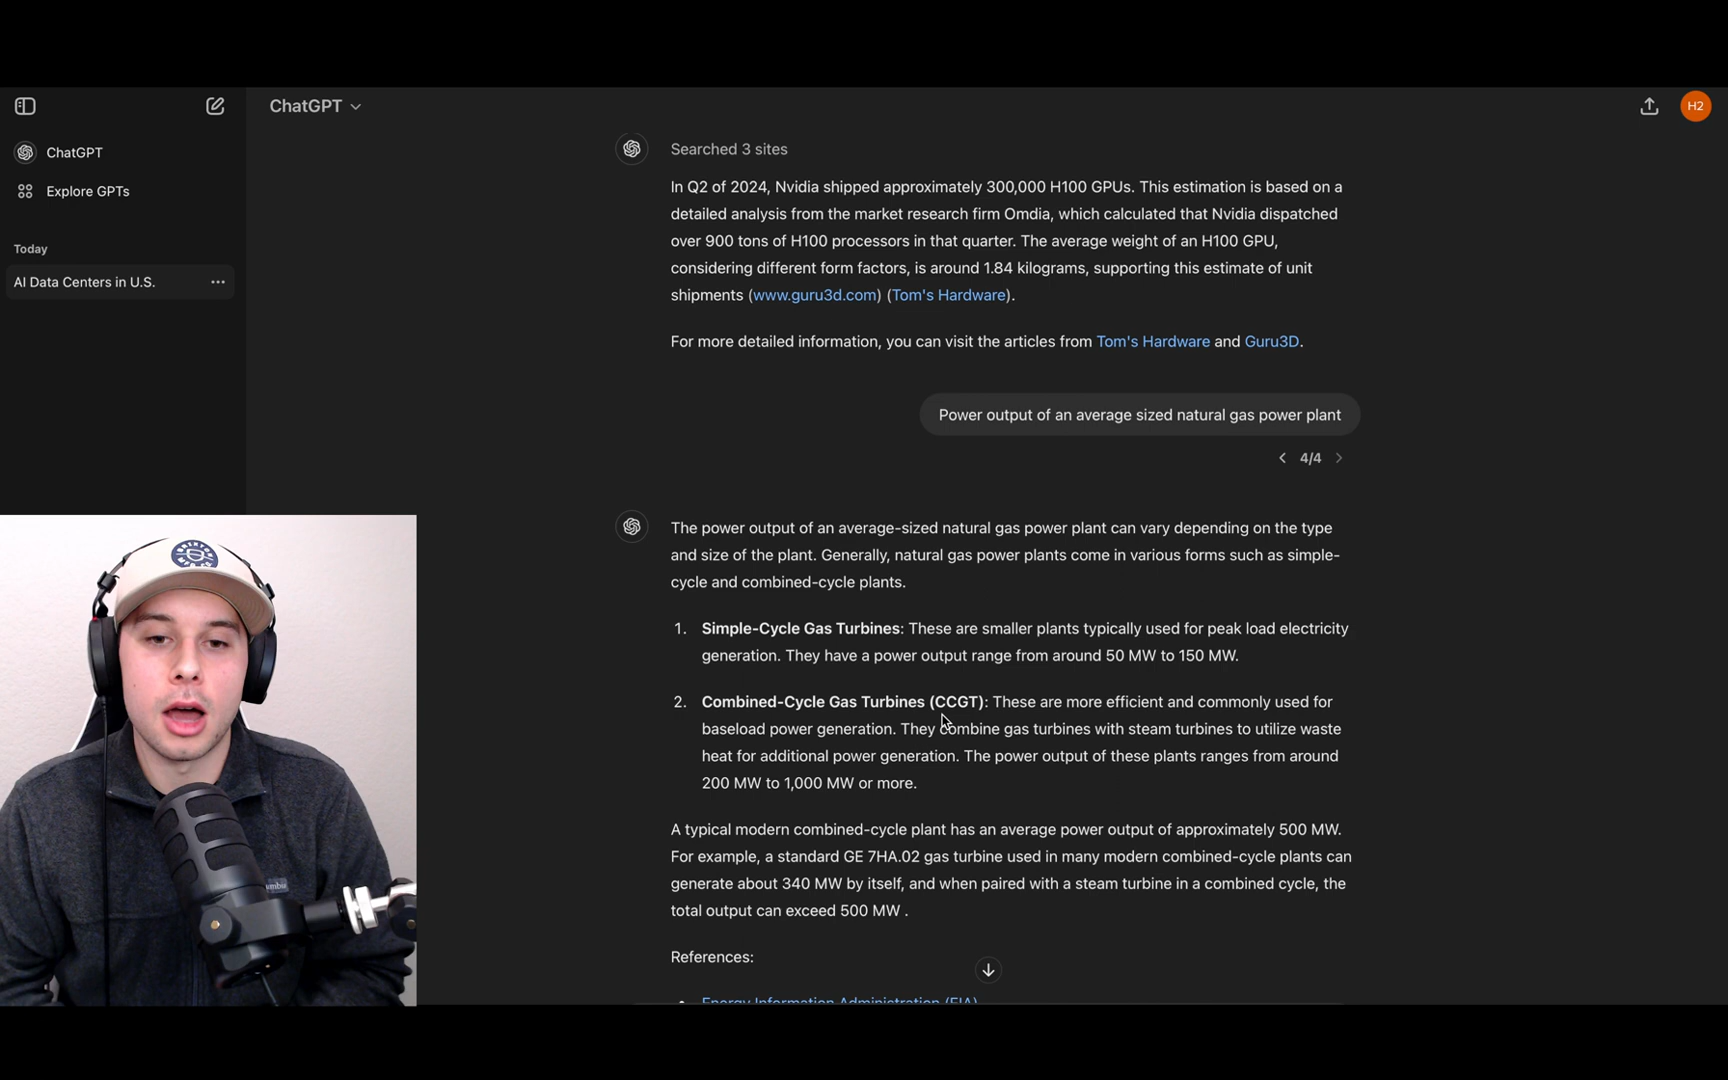 ChatGPT
H2
ChatGPT
Explore GPTs
Today
AI Data Centers in U.S.
Searched 3 sites
In Q2 of 2024, Nvidia shipped approximately 300,000 H100 GPUs. This estimation is based on a
detailed analysis from the market research firm Omdia, which calculated that Nvidia dispatched
over 900 tons of H100 processors in that quarter. The average weight of an H100 GPU,
considering different form factors, is around 1.84 kilograms, supporting this estimate of unit
shipments (www.guru3d.com) (Tom's Hardware).
For more detailed information, you can visit the articles from Tom's Hardware and Guru3D.
Power output of an average sized natural gas power plant
4/4
The power output of an average-sized natural gas power plant can vary depending on the type
and size of the plant. Generally, natural gas power plants come in various forms such as simple-
cycle and combined-cycle plants.
1. Simple-Cycle Gas Turbines: These are smaller plants typically used for peak load electricity
generation. They have a power output range from around 50 MW to 150 MW.
2. Combined-Cycle Gas Turbines (CCGT): These are more efficient and commonly used for
baseload power generation. They combine gas turbines with steam turbines to utilize waste
heat for additional power generation. The power output of these plants ranges from around
200 MW to 1,000 MW or more.
A typical modern combined-cycle plant has an average power output of approximately 500 MW.
For example, a standard GE 7HA.02 gas turbine used in many modern combined-cycle plants can
generate about 340 MW by itself, and when paired with a steam turbine in a combined cycle, the
total output can exceed 500 MW .
References:
Energy Information Administration (EIA)